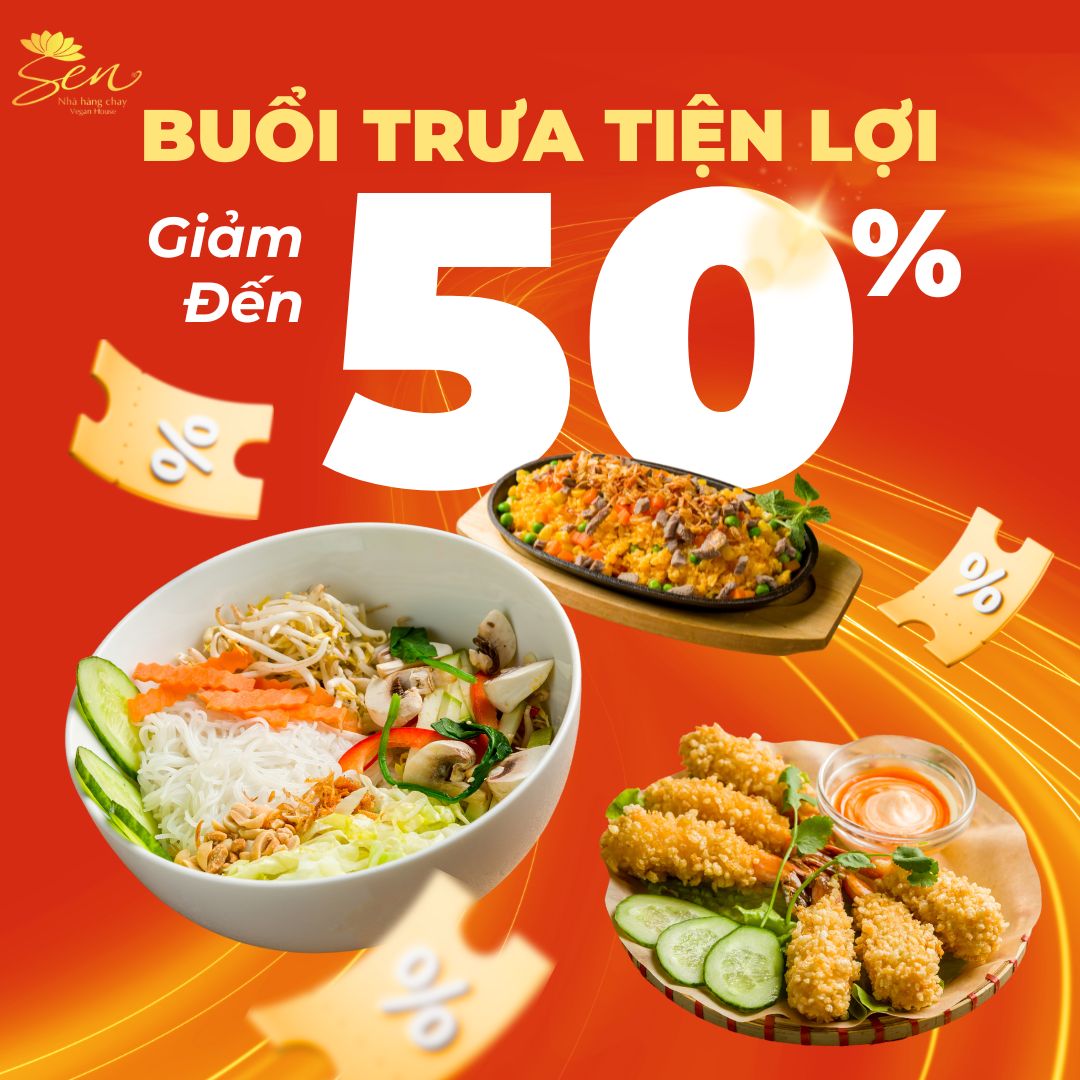 Sen
Nhà hàng chay
Vegan House
BUỔI TRƯA TIỆN LỢI
Giảm
Đến
50%
%
%
%